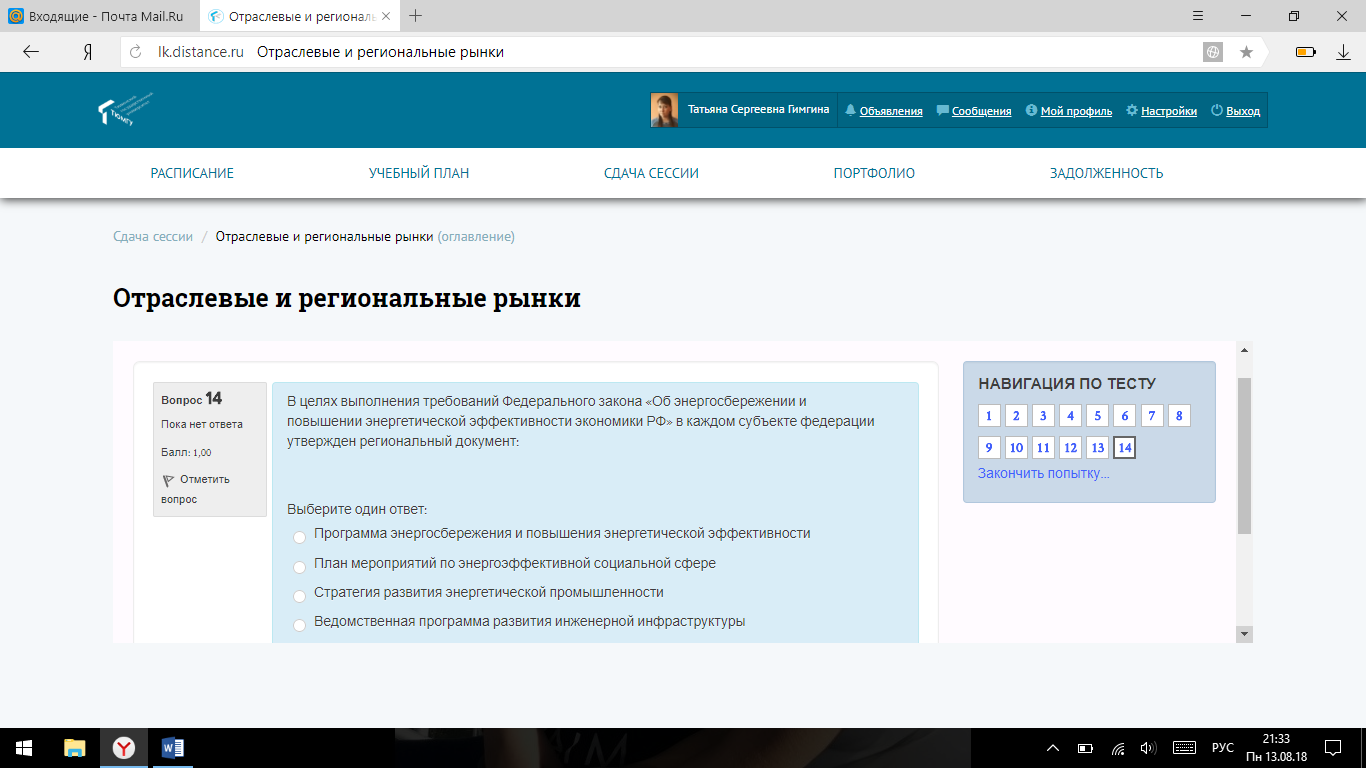 Входящие - Почта Mail.Ru
Отраслевые и региональ
lk.distance.ru Отраслевые и региональные рынки
ТюмГУ
Татьяна Сергеевна Гимгина Объявления Сообщения Мой профиль Настройки Выход
РАСПИСАНИЕ УЧЕБНЫЙ ПЛАН СДАЧА СЕССИИ ПОРТФОЛИО ЗАДОЛЖЕННОСТЬ
Сдача сессии / Отраслевые и региональные рынки (оглавление)
Отраслевые и региональные рынки
Вопрос 14
Пока нет ответа
Балл: 1,00
Отметить
вопрос
В целях выполнения требований Федерального закона «Об энергосбережении и
повышении энергетической эффективности экономики РФ» в каждом субъекте федерации
утвержден региональный документ:
Выберите один ответ:
Программа энергосбережения и повышения энергетической эффективности
План мероприятий по энергоэффективной социальной сфере
Стратегия развития энергетической промышленности
Ведомственная программа развития инженерной инфраструктуры
НАВИГАЦИЯ ПО ТЕСТУ
1 2 3 4 5 6 7 8
9 10 11 12 13 14
Закончить попытку...
РУС
21:33
Пн 13.08.18